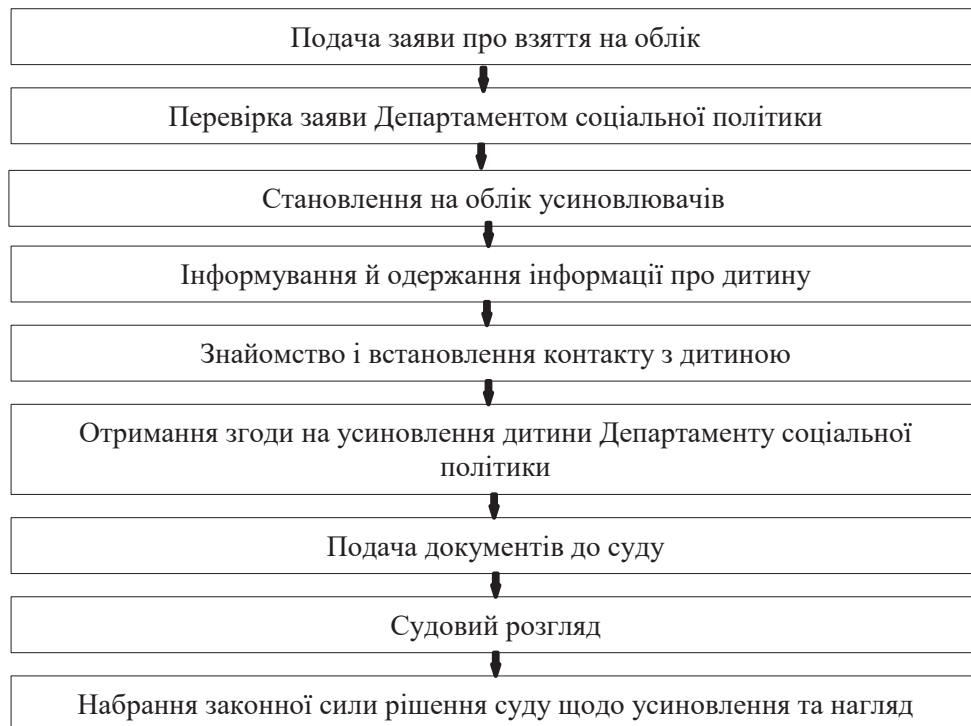 Подача заяви про взяття на облік
Перевірка заяви Департаментом соціальної політики
Становлення на облік усиновлювачів
Інформування й одержання інформації про дитину
Знайомство і встановлення контакту з дитиною
Отримання згоди на усиновлення дитини Департаменту соціальної
політики
Подача документів до суду
Судовий розгляд
Набрання законної сили рішення суду щодо усиновлення та нагляд